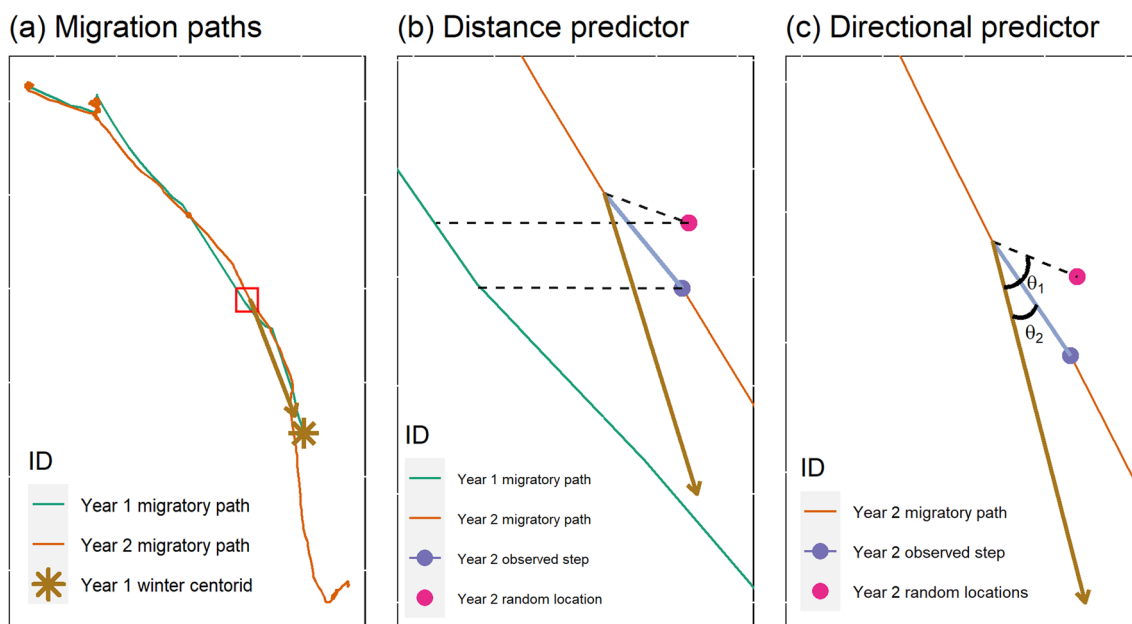 (a) Migration paths
ID
Year 1 migratory path
Year 2 migratory path
Year 1 winter centorid
(b) Distance predictor
ID
Year 1 migratory path
Year 2 migratory path
Year 2 observed step
Year 2 random location
(c) Directional predictor
θ1
θ2
ID
Year 2 migratory path
Year 2 observed step
Year 2 random locations